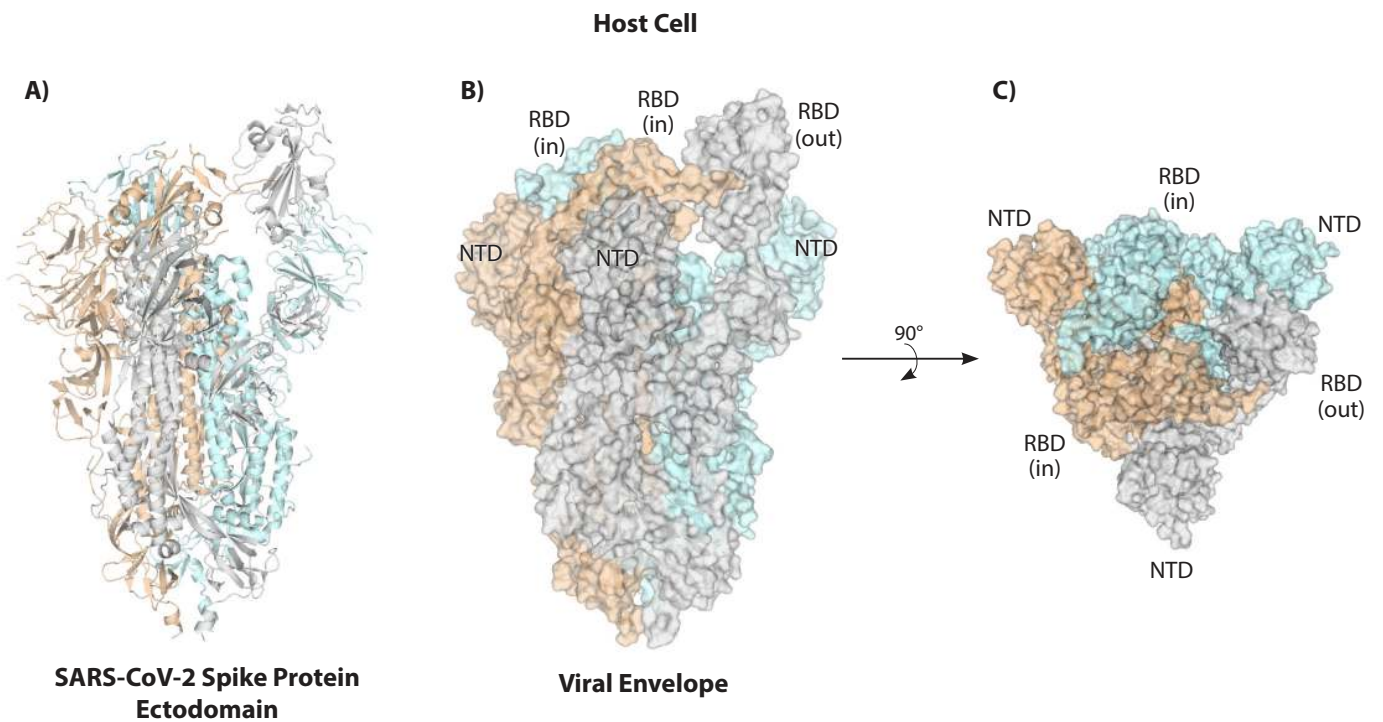 Host Cell
A)
B)
C)
RBD
(in)
RBD
(in)
RBD
(out)
NTD
NTD
NTD
90°
RBD
(in)
NTD
NTD
RBD
(out)
RBD
(in)
NTD
SARS-CoV-2 Spike Protein
Ectodomain
Viral Envelope